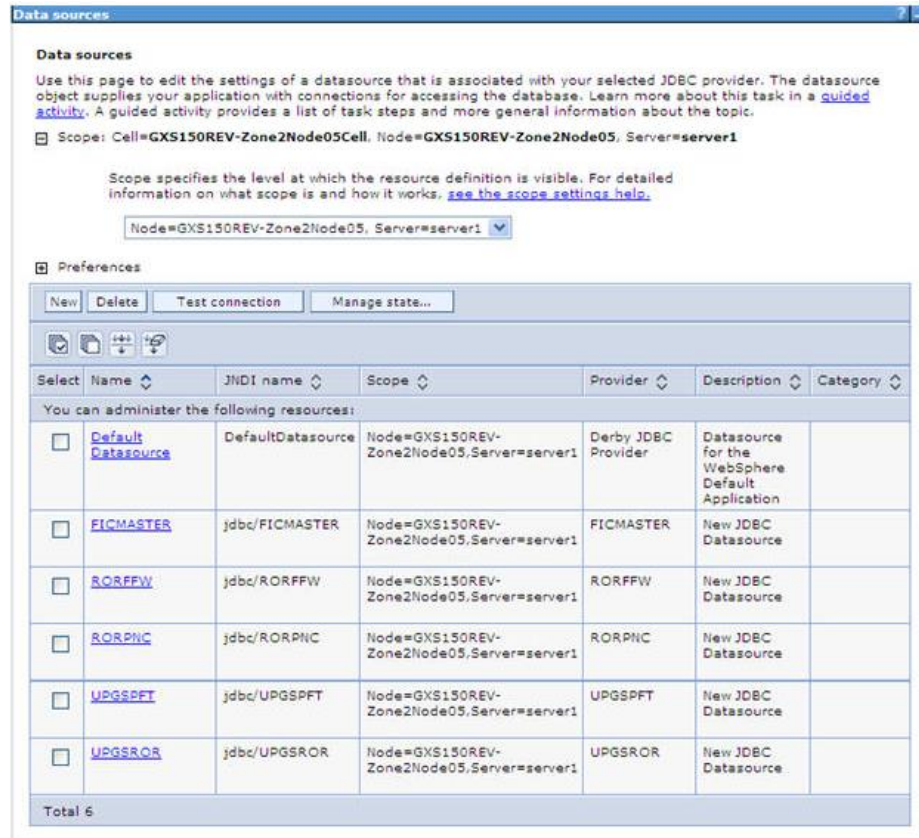 Data sources
?
Data sources
Use this page to edit the settings of a datasource that is associated with your selected JDBC provider. The datasource
object supplies your application with connections for accessing the database. Learn more about this task in a guided
activity. A guided activity provides a list of task steps and more general information about the topic.
Scope: Cell=GXS150REV-Zone2Node05Cell, Node=GXS150REV-Zone2Node05, Server=server1
Scope specifies the level at which the resource definition is visible. For detailed
information on what scope is and how it works, see the scope settings help.
Node=GXS150REV-Zone2Node05, Server=server1
Preferences
New Delete Test connection Manage state...
Select Name JNDI name Scope Provider Description Category
You can administer the following resources:
Default DefaultDatasource Node=GXS150REV- Derby JDBC Datasource
Datasource Zone2Node05,Server=server1 Provider for the
WebSphere
Default
Application
FICMASTER jdbc/FICMASTER Node=GXS150REV- FICMASTER New JDBC
Zone2Node05,Server=server1 Datasource
RORFFW jdbc/RORFFW Node=GXS150REV- RORFFW New JDBC
Zone2Node05,Server=server1 Datasource
RORPNC jdbc/RORPNC Node=GXS150REV- RORPNC New JDBC
Zone2Node05,Server=server1 Datasource
UPGSPFT jdbc/UPGSPFT Node=GXS150REV- UPGSPFT New JDBC
Zone2Node05,Server=server1 Datasource
UPGSROR jdbc/UPGSROR Node=GXS150REV- UPGSROR New JDBC
Zone2Node05,Server=server1 Datasource
Total 6